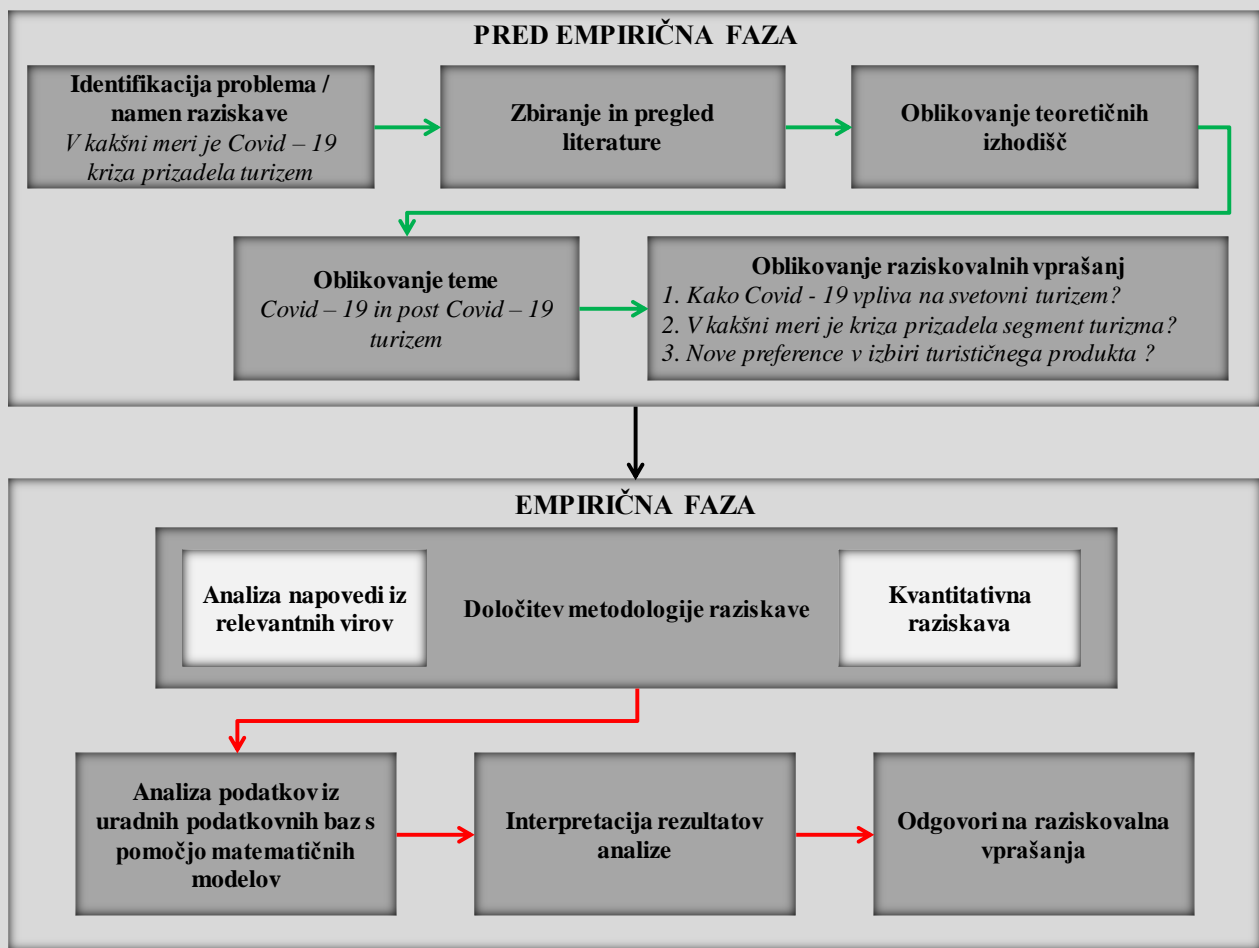 PRED EMPIRIČNA FAZA
Identifikacija problema /
namen raziskave
V kakšni meri je Covid – 19
kriza prizadela turizem
Zbiranje in pregled
literature
Oblikovanje teoretičnih
izhodišč
Oblikovanje teme
Covid – 19 in post Covid – 19
turizem
Oblikovanje raziskovalnih vprašanj
1. Kako Covid - 19 vpliva na svetovni turizem?
2. V kakšni meri je kriza prizadela segment turizma?
3. Nove preference v izbiri turističnega produkta ?
EMPIRIČNA FAZA
Analiza napovedi iz
relevantnih virov
Določitev metodologije raziskave
Kvantitativna
raziskava
Analiza podatkov iz
uradnih podatkovnih baz s
pomočjo matematičnih
modelov
Interpretacija rezultatov
analize
Odgovori na raziskovalna
vprašanja